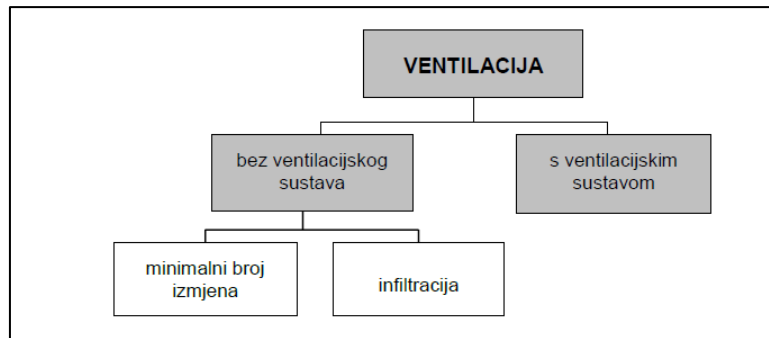 VENTILACIJA
bez ventilacijskog
sustava
s ventilacijskim
sustavom
minimalni broj
izmjena
infiltracija